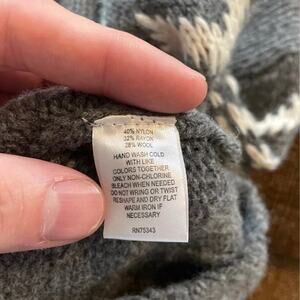 40% NYLON
32% RAYON
28% WOOL
HAND WASH COLD
WITH LIKE
COLORS TOGETHER
ONLY NON-CHLORINE
BLEACH WHEN NEEDED
DO NOT WRING OR TWIST
RESHAPE AND DRY FLAT
WARM IRON IF
NECESSARY
RN75343